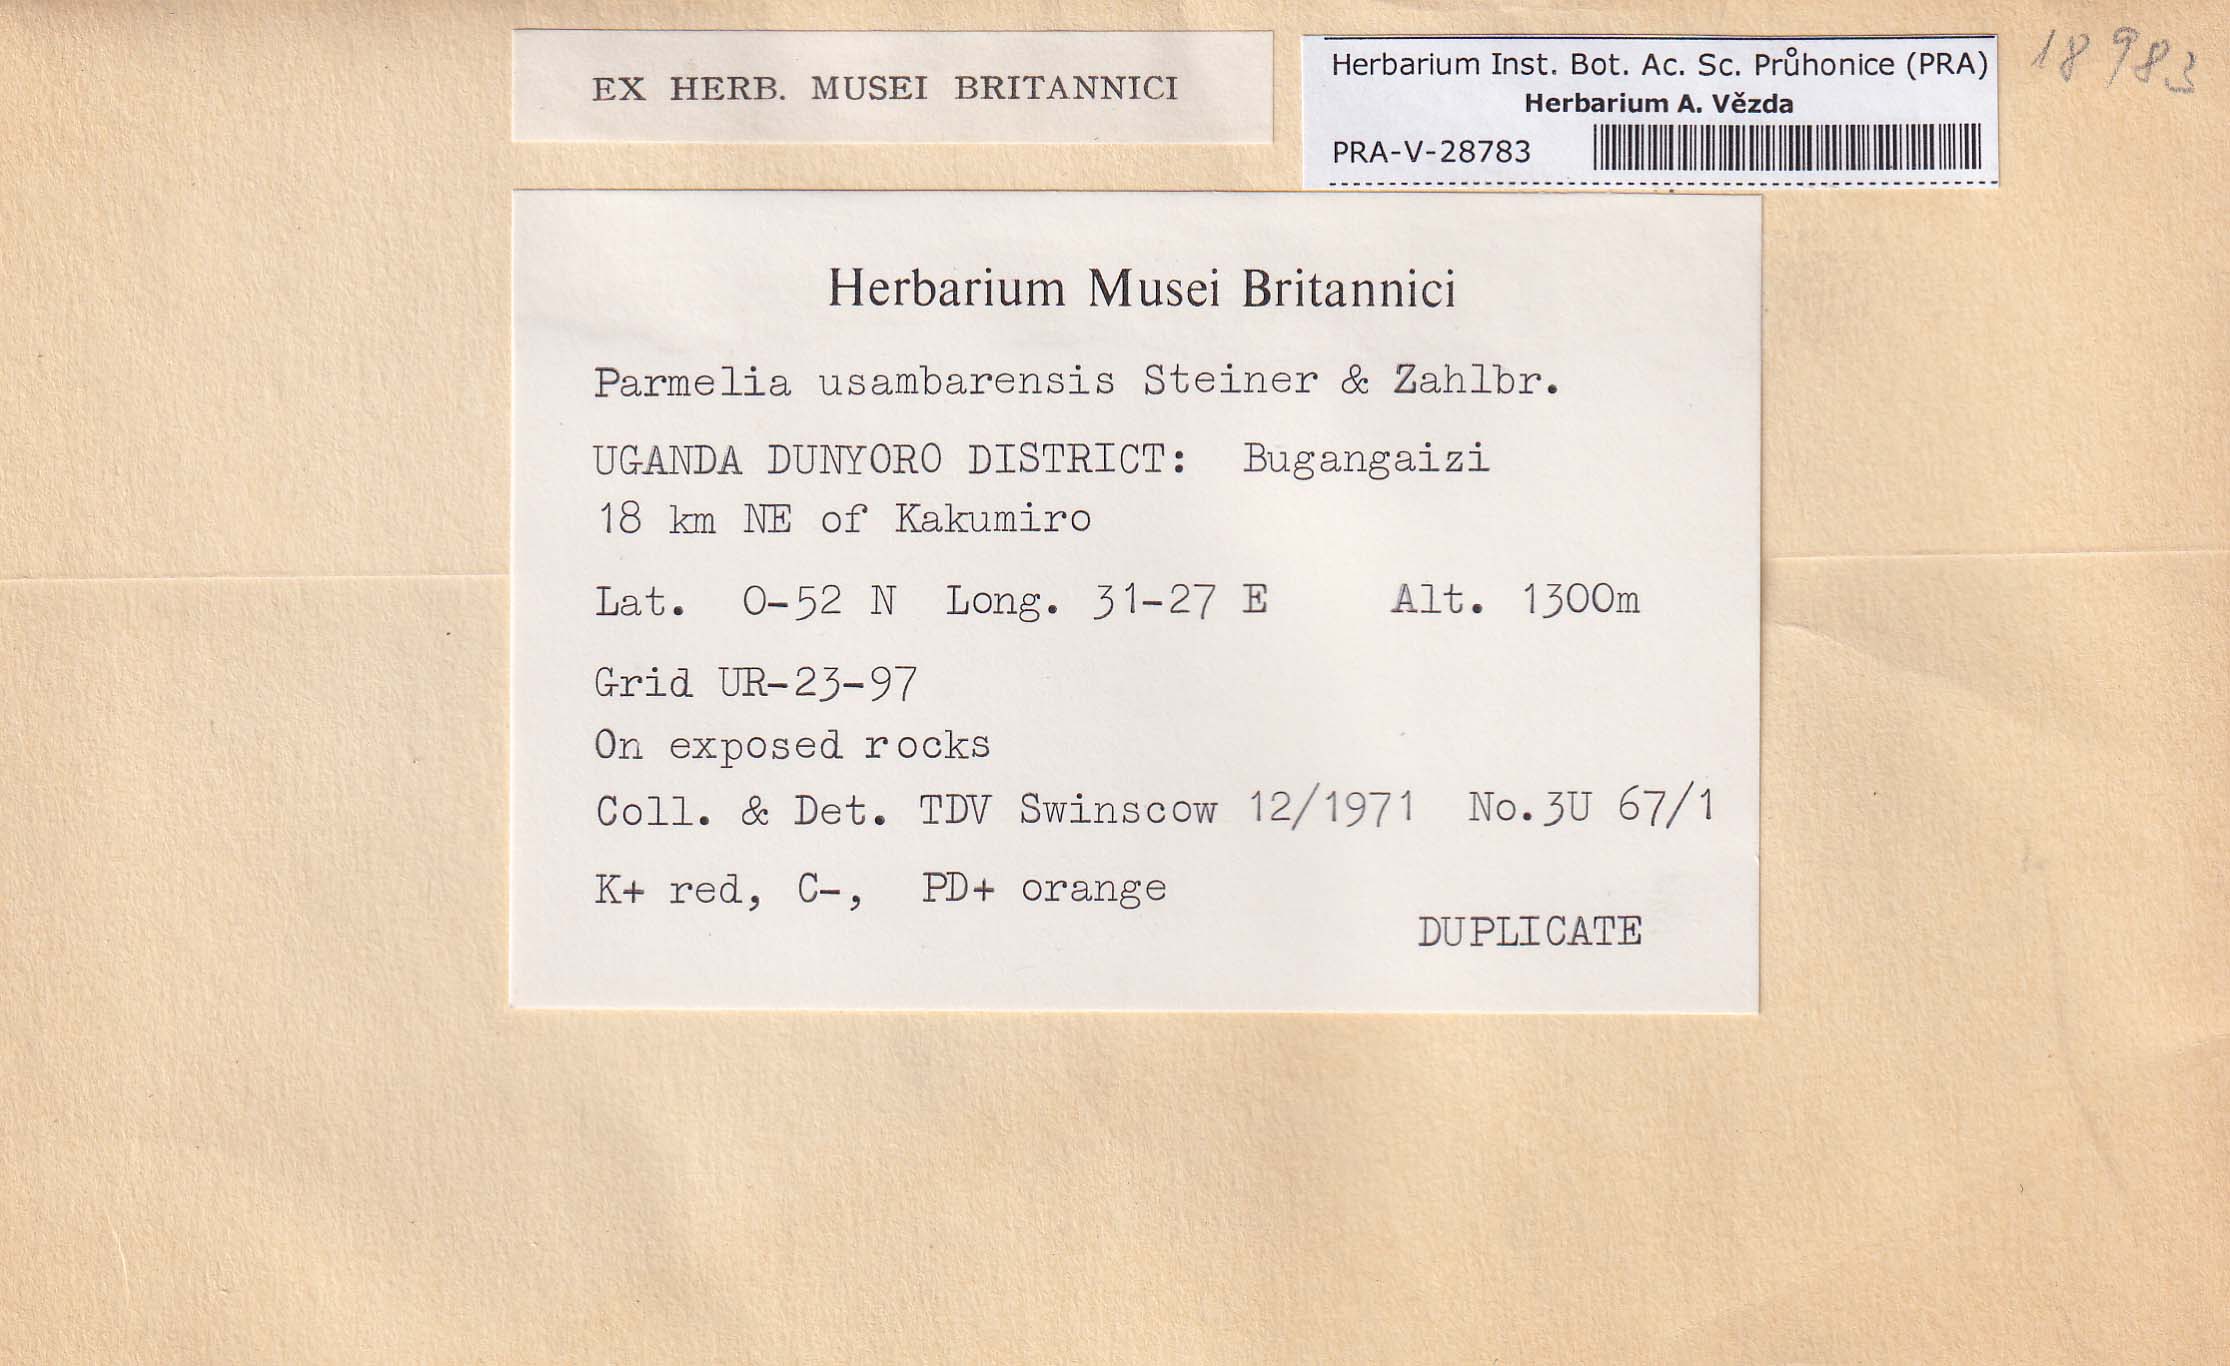 EX HERB. MUSEI BRITANNICI
Herbarium Inst. Bot. Ac. Sc. Průhonice (PRA)
Herbarium A. Vězda
PRA-V-28783
18983
Herbarium Musei Britannici
Parmelia usambarensis Steiner & Zahlbr.
UGANDA DUNYORO DISTRICT: Bugangaizi
18 km NE of Kakumiro
Lat. 0-52 N Long. 31-27 E Alt. 1300m
Grid UR-23-97
On exposed rocks
Coll. & Det. TDV Swinscow 12/1971 No.3U 67/1
K+ red, C-, PD+ orange
DUPLICATE